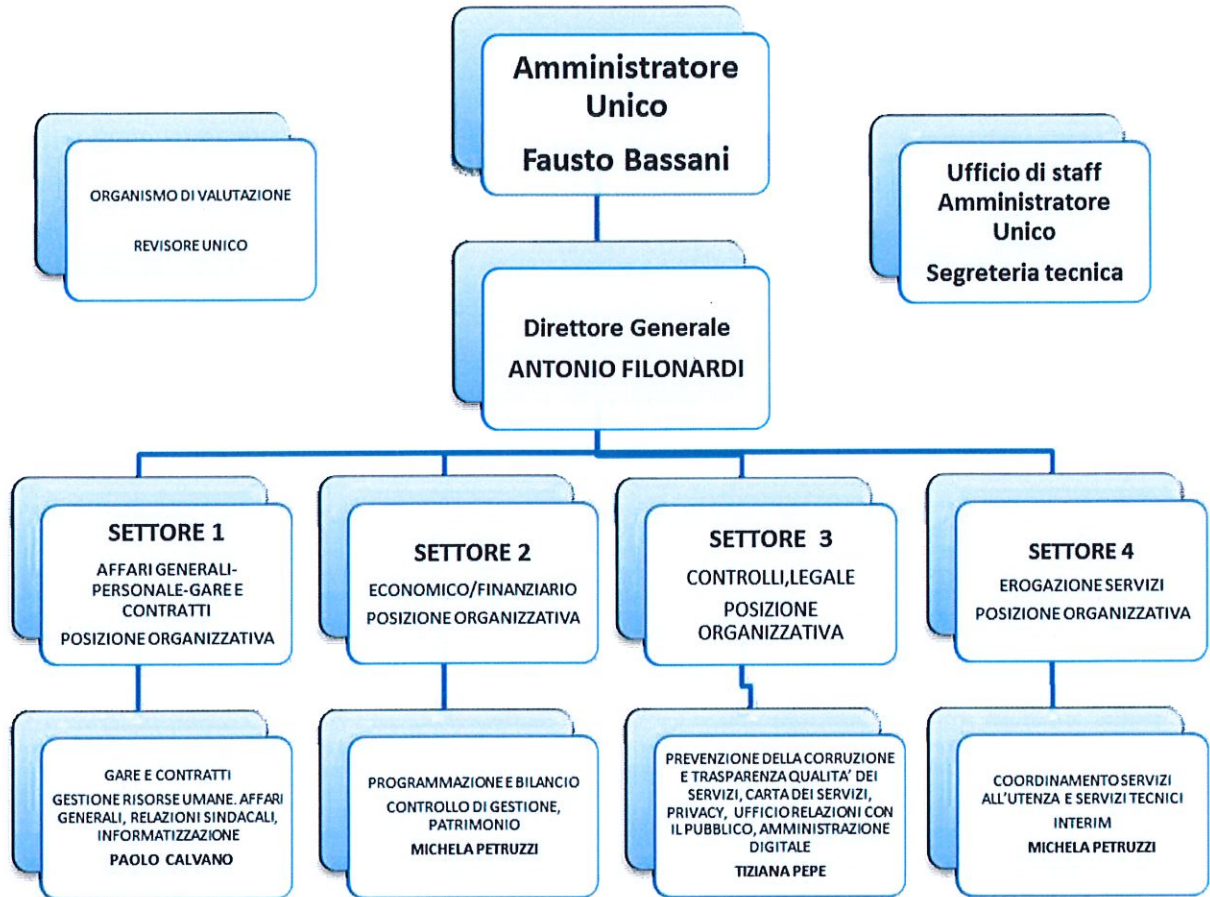 Amministratore
Unico
Fausto Bassani
ORGANISMO DI VALUTAZIONE
REVISORE UNICO
Ufficio di staff
Amministratore
Unico
Segreteria tecnica
Direttore Generale
ANTONIO FILONARDI
SETTORE 1
AFFARI GENERALI-
PERSONALE-GARE E
CONTRATTI
POSIZIONE ORGANIZZATIVA
SETTORE 2
ECONOMICO/FINANZIARIO
POSIZIONE ORGANIZZATIVA
SETTORE 3
CONTROLLI,LEGALE
POSIZIONE
ORGANIZZATIVA
SETTORE 4
EROGAZIONE SERVIZI
POSIZIONE ORGANIZZATIVA
GARE E CONTRATTI
GESTIONE RISORSE UMANE. AFFARI
GENERALI, RELAZIONI SINDACALI,
INFORMATIZZAZIONE
PAOLO CALVANO
PROGRAMMAZIONE E BILANCIO
CONTROLLO DI GESTIONE,
PATRIMONIO
MICHELA PETRUZZI
PREVENZIONE DELLA CORRUZIONE
E TRASPARENZA QUALITA' DEI
SERVIZI, CARTA DEI SERVIZI,
PRIVACY, UFFICIO RELAZIONI CON
IL PUBBLICO, AMMINISTRAZIONE
DIGITALE
TIZIANA PEPE
COORDINAMENTO SERVIZI
ALL'UTENZA E SERVIZI TECNICI
INTERIM
MICHELA PETRUZZI